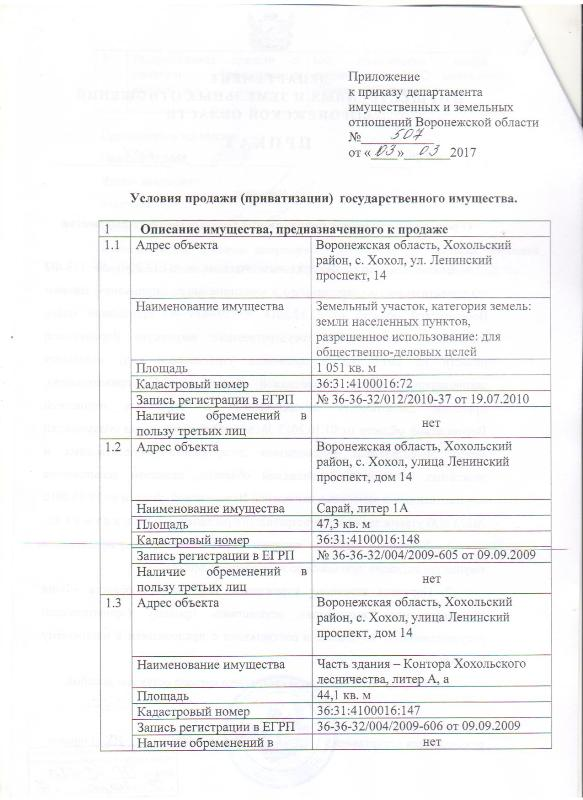 Приложение
к приказу департамента
имущественных и земельных
отношений Воронежской области
№ 507
от «03» 03 2017
Условия продажи (приватизации) государственного имущества.
1 Описание имущества, предназначенного к продаже
1.1 Адрес объекта Воронежская область, Хохольский
район, с. Хохол, ул. Ленинский
проспект, 14
Наименование имущества Земельный участок, категория земель:
земли населенных пунктов,
разрешенное использование: для
общественно-деловых целей
Площадь 1 051 кв. м
Кадастровый номер 36:31:4100016:72
Запись регистрации в ЕГРП № 36-36-32/012/2010-37 от 19.07.2010
Наличие обременений в
пользу третьих лиц нет
1.2 Адрес объекта Воронежская область, Хохольский
район, с. Хохол, улица Ленинский
проспект, дом 14
Наименование имущества Сарай, литер 1А
Площадь 47,3 кв. м
Кадастровый номер 36:31:4100016:148
Запись регистрации в ЕГРП № 36-36-32/004/2009-605 от 09.09.2009
Наличие обременений в
пользу третьих лиц нет
1.3 Адрес объекта Воронежская область, Хохольский
район, с. Хохол, улица Ленинский
проспект, дом 14
Наименование имущества Часть здания – Контора Хохольского
лесничества, литер А, а
Площадь 44,1 кв. м
Кадастровый номер 36:31:4100016:147
Запись регистрации в ЕГРП 36-36-32/004/2009-606 от 09.09.2009
Наличие обременений в нет